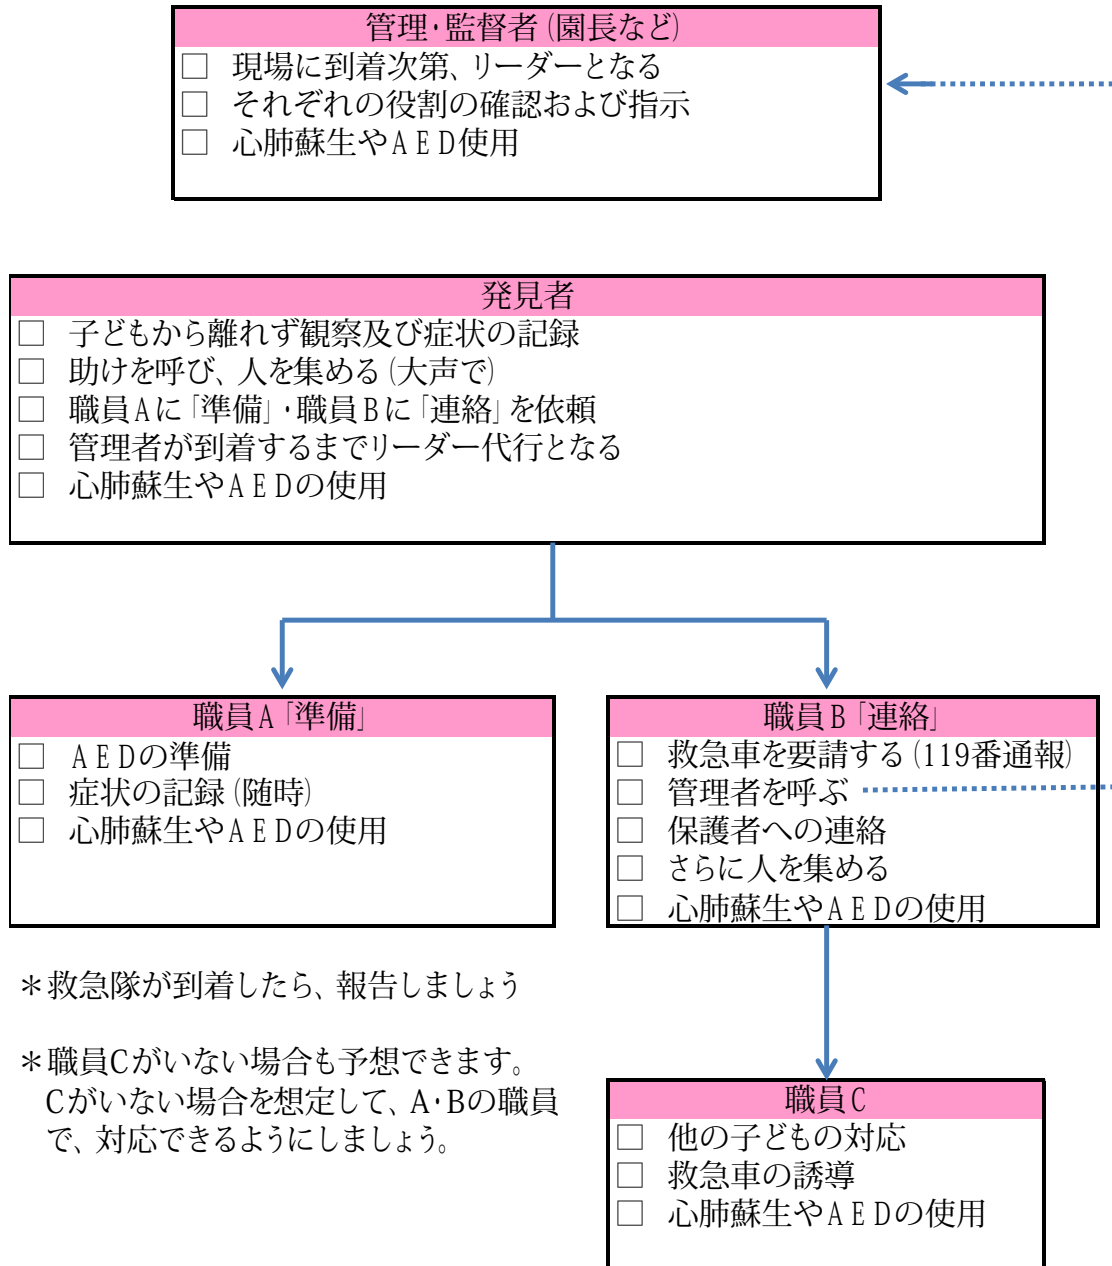 管理・監督者(園長など)
□ 現場に到着次第、リーダーとなる
□ それぞれの役割の確認および指示
□ 心肺蘇生やAED使用
発見者
□ 子どもから離れず観察及び症状の記録
□ 助けを呼び、人を集める(大声で)
□ 職員Aに「準備」・職員Bに「連絡」を依頼
□ 管理者が到着するまでリーダー代行となる
□ 心肺蘇生やAEDの使用
職員A「準備」
□ AEDの準備
□ 症状の記録(随時)
□ 心肺蘇生やAEDの使用
職員B「連絡」
□ 救急車を要請する(119番通報)
□ 管理者を呼ぶ
□ 保護者への連絡
□ さらに人を集める
□ 心肺蘇生やAEDの使用
＊救急隊が到着したら、報告しましょう
＊職員Cがいない場合も予想できます。
Cがいない場合を想定して、A・Bの職員
で、対応できるようにしましょう。
職員C
□ 他の子どもの対応
□ 救急車の誘導
□ 心肺蘇生やAEDの使用